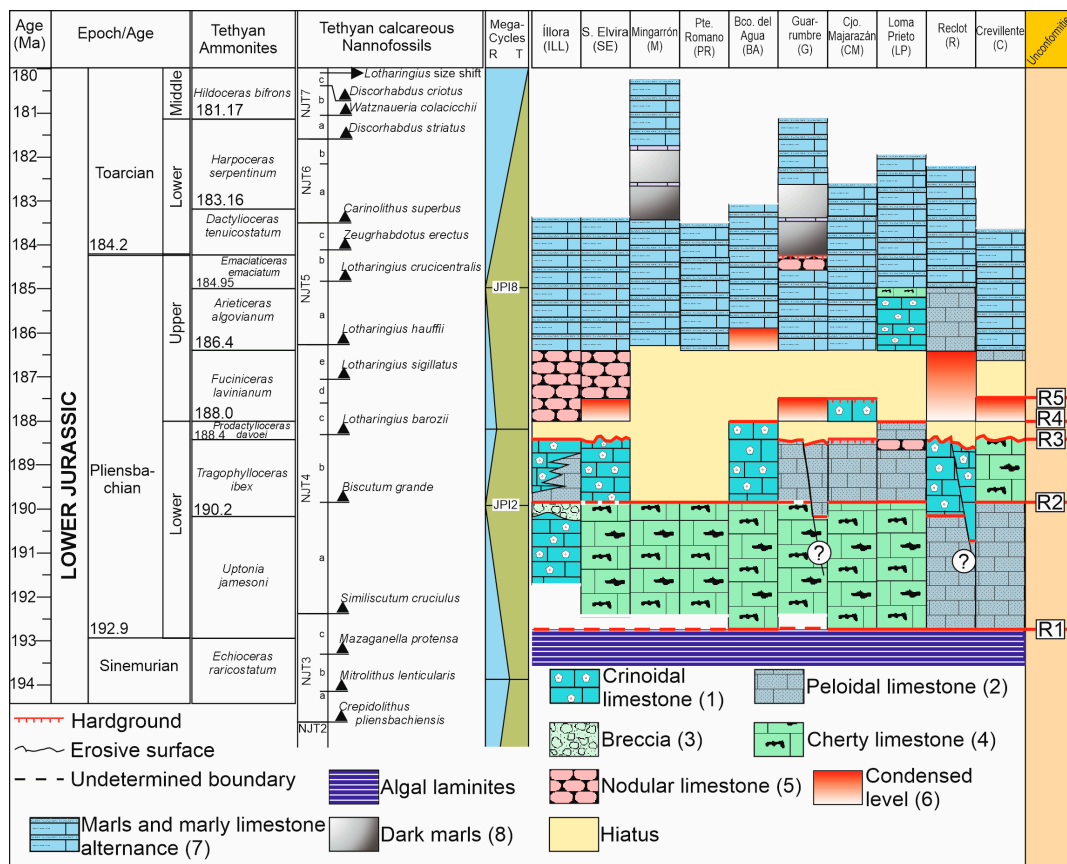 Age
(Ma)
Epoch/Age
Tethyan
Ammonites
Tethyan calcareous
Nannofossils
Mega-
Cycles
R T
Íllora
(ILL)
S. Elvira
(SE)
Mingarrón
(M)
Pte.
Romano
(PR)
Bco. del
Agua
(BA)
Guar-
rumbre
(G)
Cjo.
Majarazán
(CM)
Loma
Prieto
(LP)
Reclot
(R)
Crevillente
(C)
Unconformitie
180
181
182
183
184
185
186
187
188
189
190
191
192
193
194
LOWER JURASSIC
Toarcian
184.2
Pliensba-
chian
192.9
Sinemurian
Middle
Lower
Upper
Lower
Hildoceras bifrons
181.17
Harpoceras
serpentinum
183.16
Dactylioceras
tenuicostatum
Emaciaticeras
emaciatum
184.95
Arieticeras
algovianum
186.4
Fuciniceras
lavinianum
188.0
Prodactylioceras
davoei
188.4
Tragophylloceras
ibex
190.2
Uptonia
jamesoni
Echioceras
raricostatum
NJT7
c
b
a
NJT6
b
a
NJT5
c
b
a
NJT4
e
d
c
b
a
NJT3
c
b
a
NJT2
Lotharingius size shift
Discorhabdus criotus
Watznaueria colacicchii
Discorhabdus striatus
Carinolithus superbus
Zeugrhabdotus erectus
Lotharingius crucicentralis
Lotharingius hauffii
Lotharingius sigillatus
Lotharingius barozii
Biscutum grande
Similiscutum cruciulus
Mazaganella protensa
Mitrolithus lenticularis
Crepidolithus
pliensbachiensis
JPI8
JPI2
?
?
R5
R4
R3
R2
R1
Hardground
Erosive surface
Undetermined boundary
Crinoidal
limestone (1)
Peloidal limestone (2)
Breccia (3)
Cherty limestone (4)
Algal laminites
Nodular limestone (5)
Condensed
level (6)
Marls and marly limestone
alternance (7)
Dark marls (8)
Hiatus